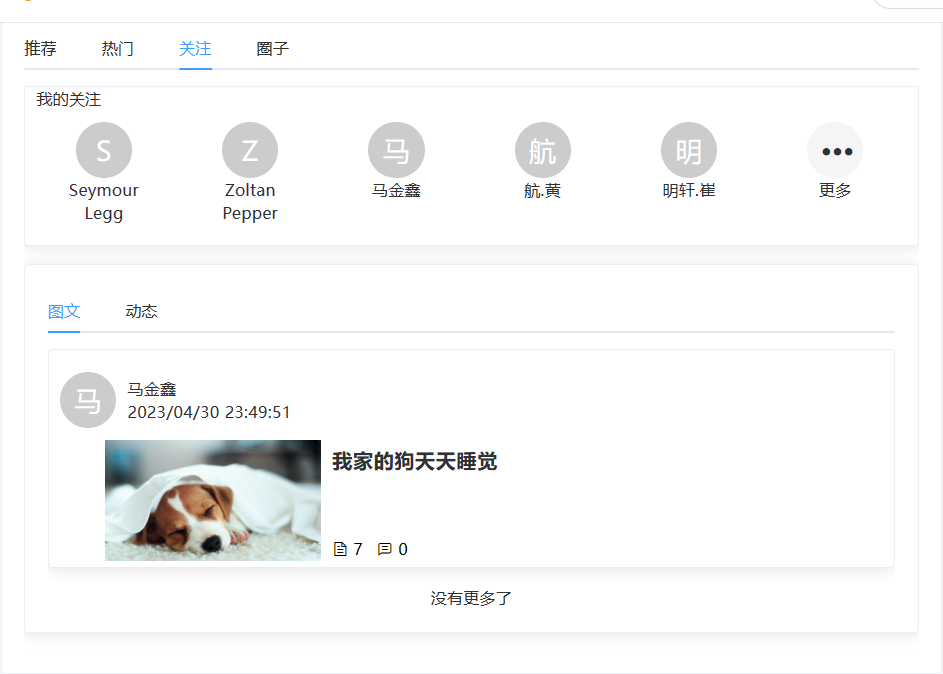 推荐 热门 关注 圈子
我的关注
S Z 马 航 明
Seymour Legg Zoltan Pepper 马金鑫 航.黄 明轩.崔 更多
图文 动态
马
马金鑫
2023/04/30 23:49:51
我家的狗天天睡觉
7 0
没有更多了